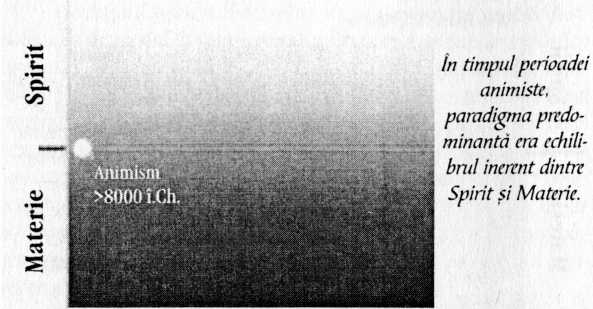 Spirit
Materie
Animism
>8000 î.Ch.
În timpul perioadei
animiste,
paradigma predo-
minantă era echili-
brul inerent dintre
Spirit și Materie.